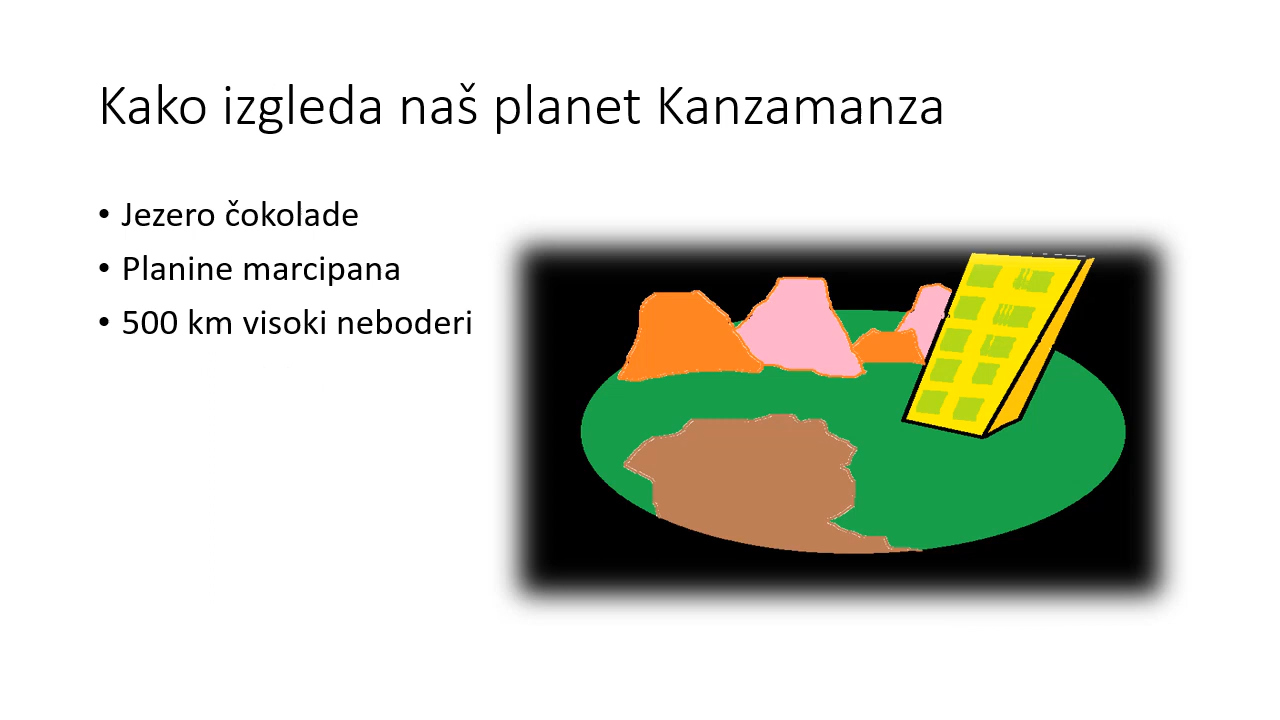 Kako izgleda naš planet Kanzamanza
• Jezero čokolade
• Planine marcipana
• 500 km visoki neboderi